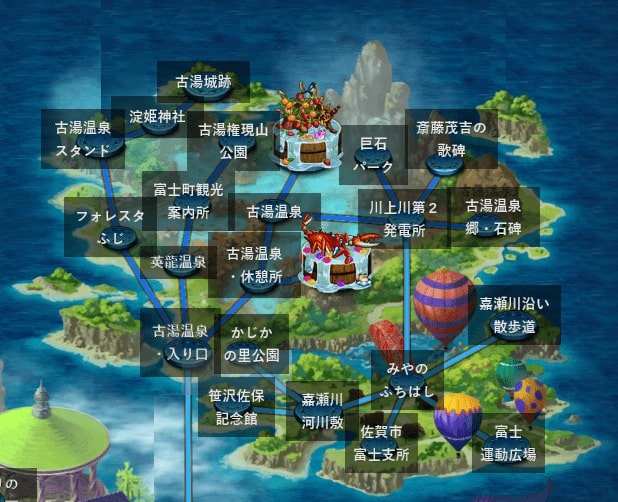 古湯城跡
淀姫神社
古湯温泉
スタンド
古湯権現山
公園
巨石
パーク
斎藤茂吉の
歌碑
富士町観光
案内所
フォレスタ
ふじ
古湯温泉
川上川第2
発電所
古湯温泉
郷・石碑
英龍温泉
古湯温泉
・休憩所
嘉瀬川沿い
散歩道
古湯温泉
・入り口
かじか
の里公園
みやの
ふちはし
笹沢佐保
記念館
嘉瀬川
河川敷
佐賀市
富士支所
富士
運動広場
りの